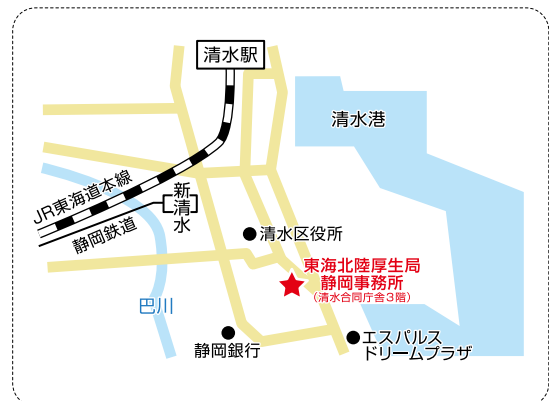 清水駅
清水港
JR東海道本線
新清水
静岡鉄道
清水区役所
東海北陸厚生局
静岡事務所
(清水合同庁舎3階)
巴川
静岡銀行
エスパルス
ドリームプラザ